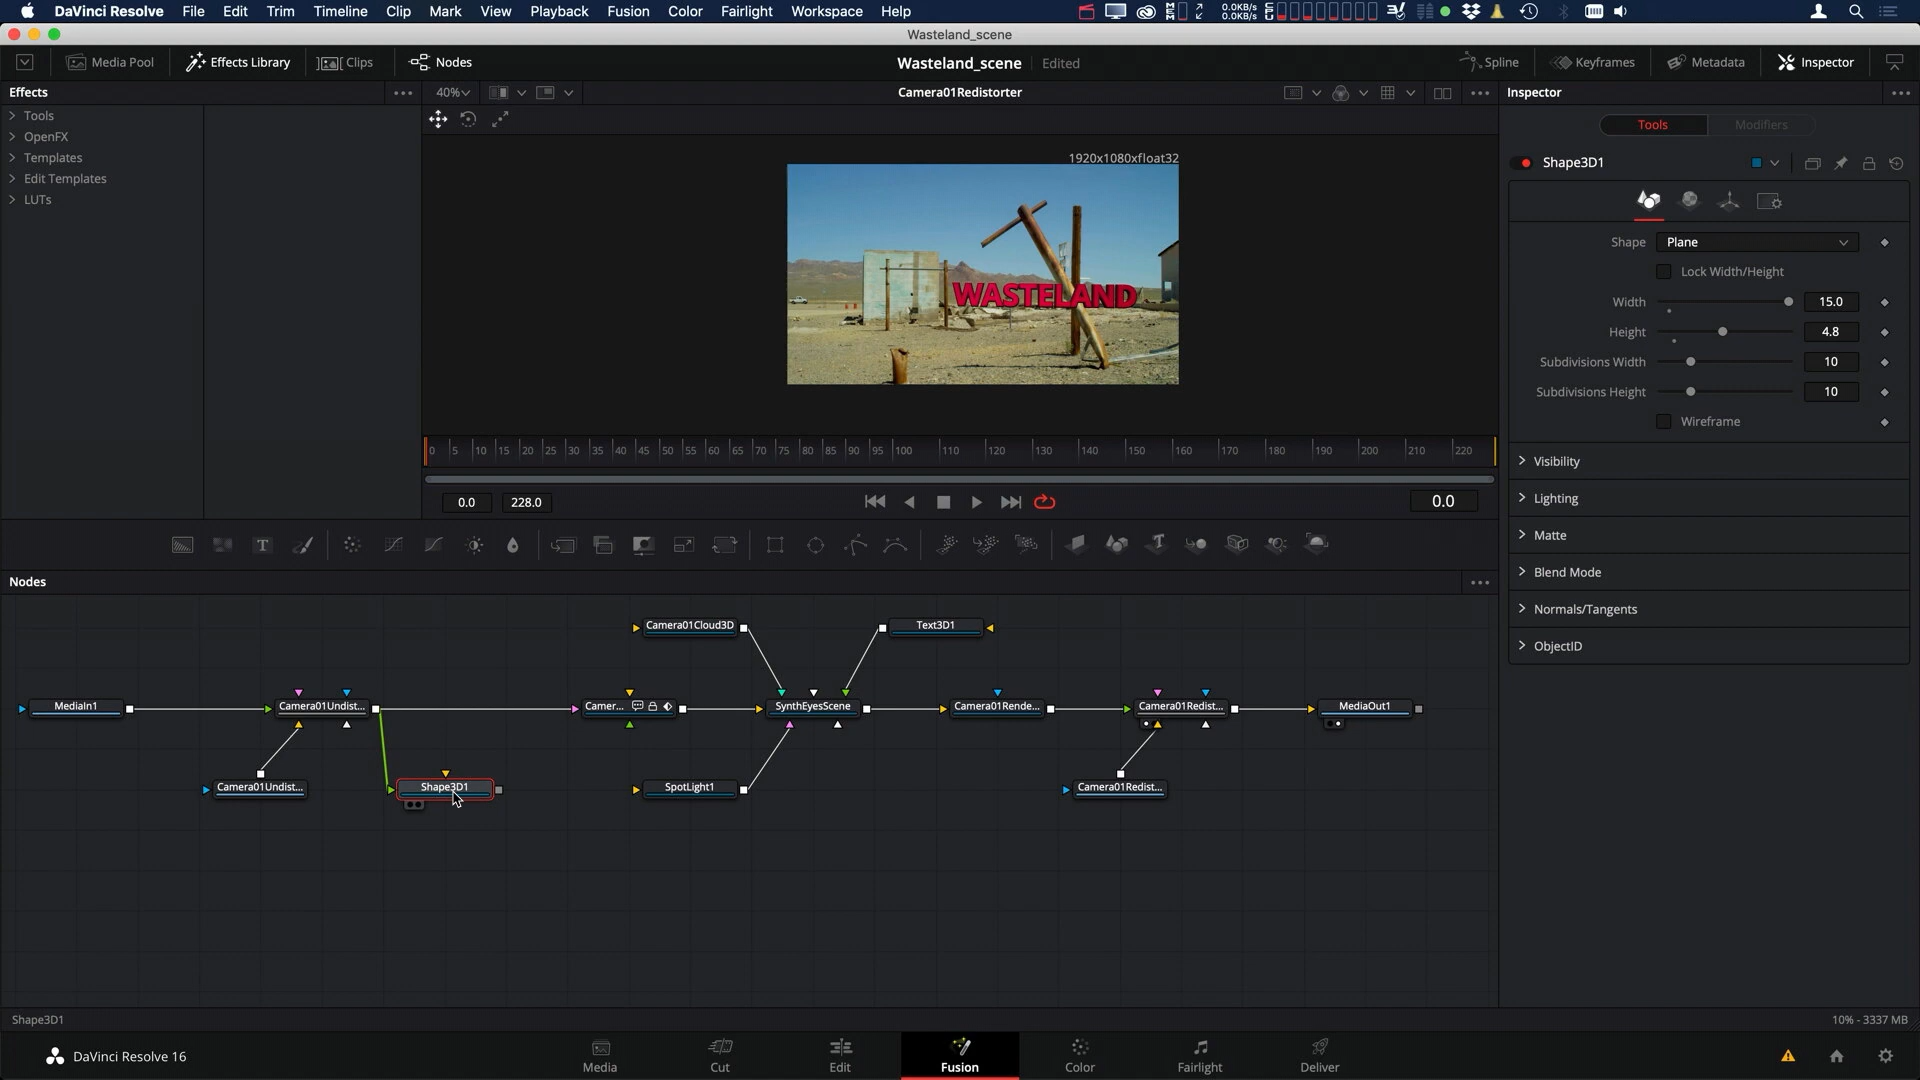 DaVinci Resolve File Edit Trim Timeline Clip Mark View Playback Fusion Color Fairlight Workspace Help
0.0KB/s
0.0KB/s
Wasteland_scene
Media Pool Effects Library Clips Nodes Wasteland_scene Edited Spline Keyframes Metadata Inspector
Effects 40% Camera01Redistorter Inspector
Tools
OpenFX
Templates
Edit Templates
LUTs
1920x1080xfloat32
WASTELAND
0 5 10 15 20 25 30 35 40 45 50 55 60 65 70 75 80 85 90 95 100 110 120 130 140 150 160 170 180 190 200 210 220
0.0 228.0 0.0
T
Nodes
Camera01Cloud3D Text3D1
MediaIn1 Camera01Undist... Camer... SynthEyesScene Camera01Rende... Camera01Redist... MediaOut1
Camera01Undist... Shape3D1 SpotLight1 Camera01Redist...
Tools Modifiers
Shape3D1
Shape Plane
Lock Width/Height
Width 15.0
Height 4.8
Subdivisions Width 10
Subdivisions Height 10
Wireframe
Visibility
Lighting
Matte
Blend Mode
Normals/Tangents
ObjectID
Shape3D1 10% - 3337 MB
DaVinci Resolve 16 Media Cut Edit Fusion Color Fairlight Deliver